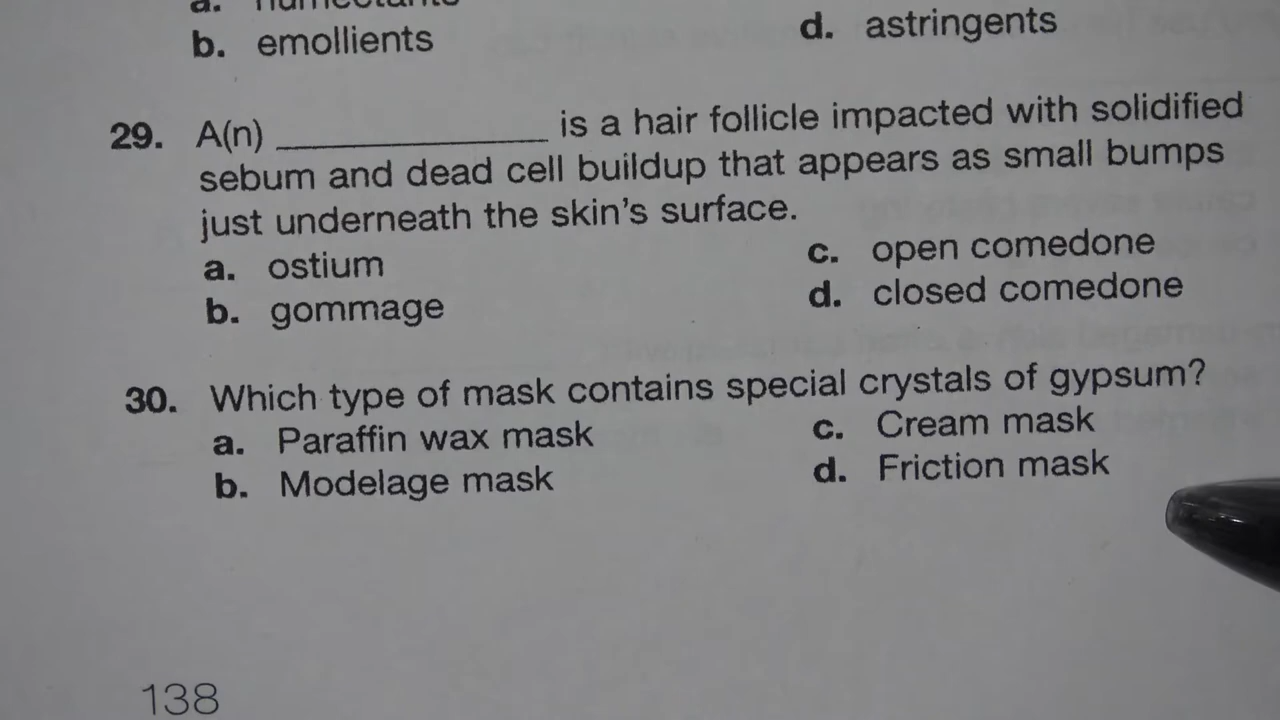 a.
b. emollients
d. astringents
29. A(n) ______________ is a hair follicle impacted with solidified
sebum and dead cell buildup that appears as small bumps
just underneath the skin's surface.
a. ostium
b. gommage
c. open comedone
d. closed comedone
30. Which type of mask contains special crystals of gypsum?
a. Paraffin wax mask
b. Modelage mask
c. Cream mask
d. Friction mask
138